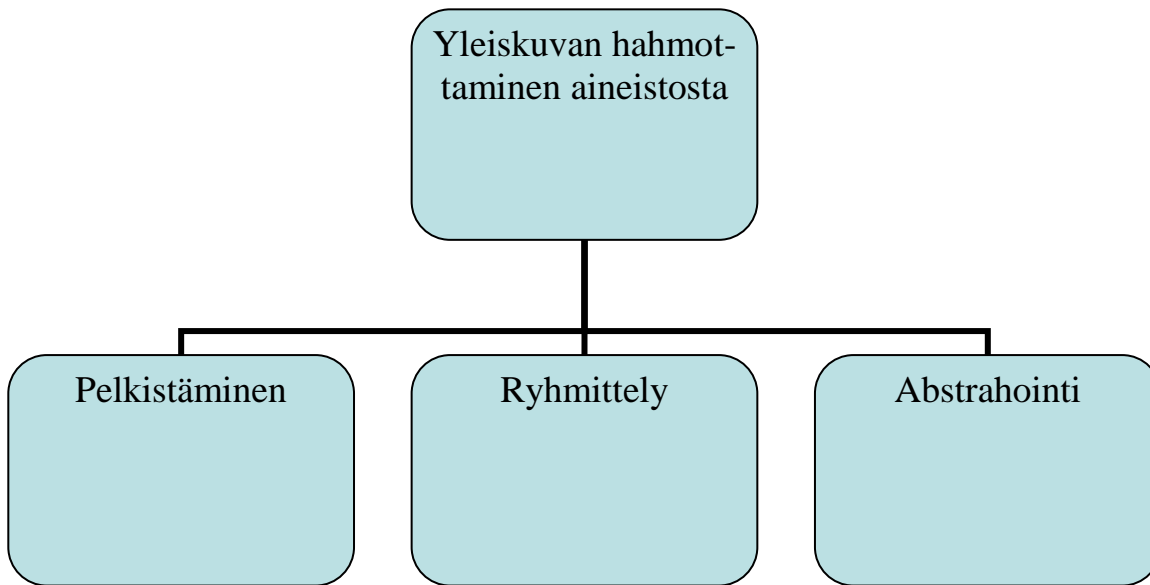 Yleiskuvan hahmot-
taminen aineistosta
Pelkistäminen
Ryhmittely
Abstrahointi